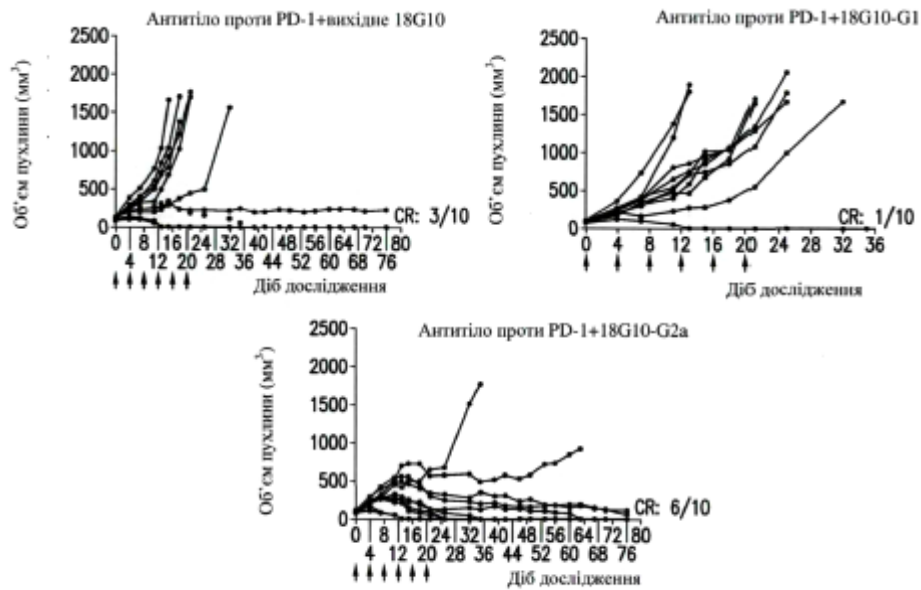 Антитіло проти PD-1+вихідне 18G10
2500
2000
1500
1000
500
0
Об'єм пухлини (мм³)
CR: 3/10
0 8 16 24 32 40 48 56 64 72 80
4 12 20 28 36 44 52 60 68 76
Діб дослідження
Антитіло проти PD-1+18G10-G1
2500
2000
1500
1000
500
0
Об'єм пухлини (мм³)
CR: 1/10
0 4 8 12 16 20 24 28 32 36
Діб дослідження
Антитіло проти PD-1+18G10-G2a
2500
2000
1500
1000
500
0
Об'єм пухлини (мм³)
CR: 6/10
0 8 16 24 32 40 48 56 64 72 80
4 12 20 28 36 44 52 60 68 76
Діб дослідження